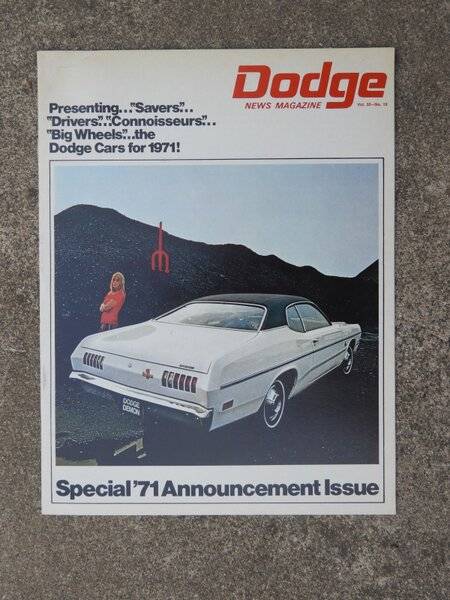 Dodge
NEWS MAGAZINE
Presenting..."Savers"...
"Drivers"."Connoisseurs"...
"Big Wheels"...the
Dodge Cars for 1971!
DODGE
DEMON
Special '71 Announcement Issue